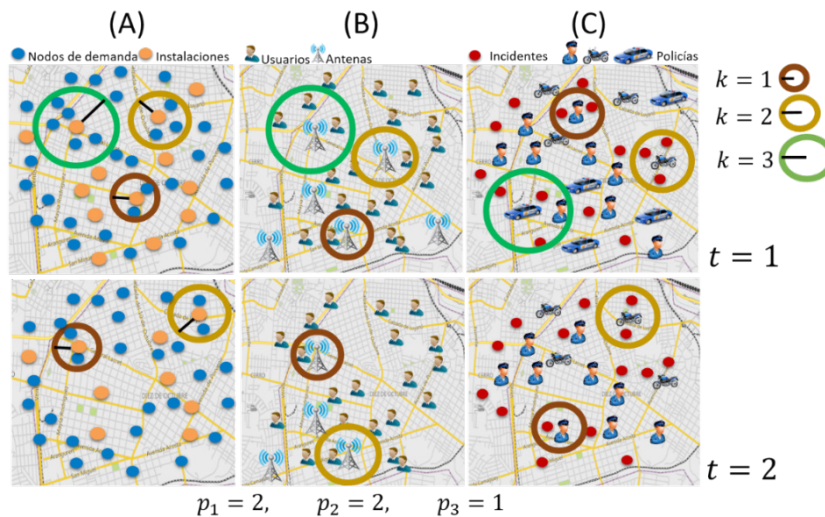 (A) (B) (C)
Nodos de demanda Instalaciones Usuarios Antenas Incidentes Policías
k = 1
k = 2
k = 3
t = 1
t = 2
p₁ = 2, p₂ = 2, p₃ = 1